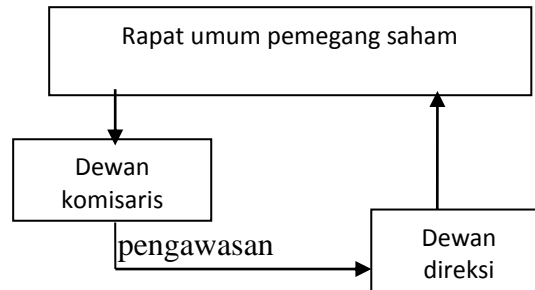 Rapat umum pemegang saham
Dewan
komisaris
pengawasan
Dewan
direksi